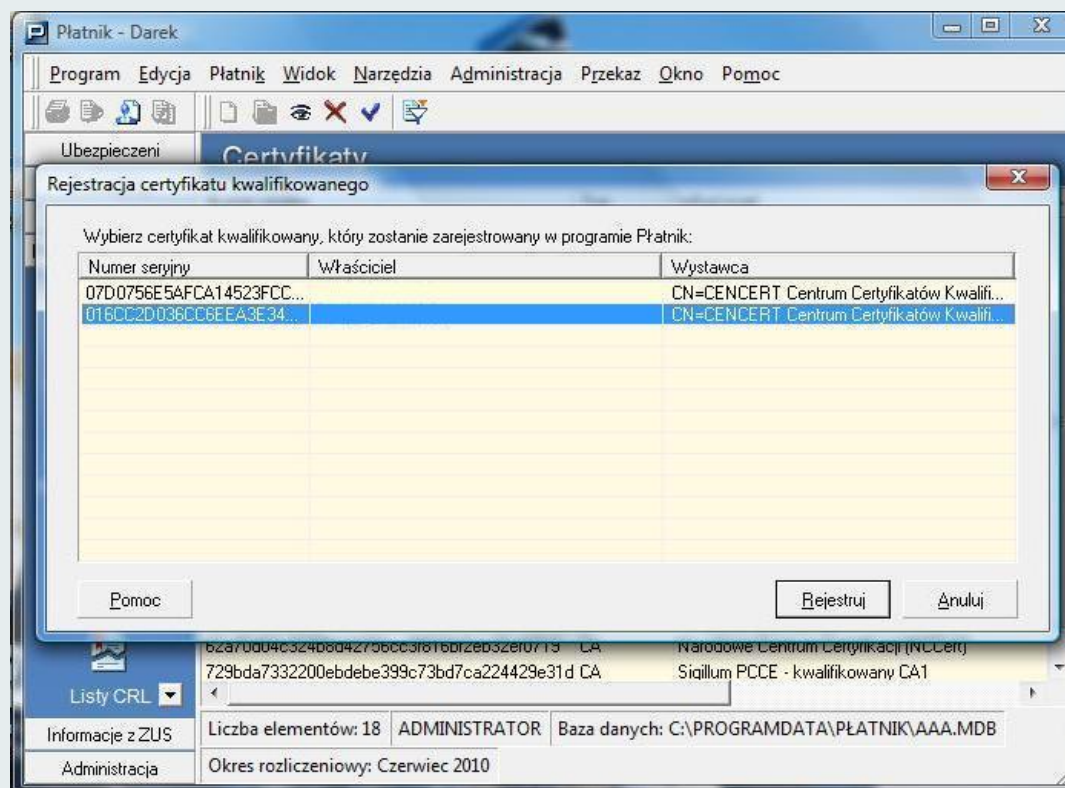 Płatnik - Darek
Program Edycja Płatnik Widok Narzędzia Administracja Przekaz Okno Pomoc
Ubezpieczeni
Certyfikaty
Rejestracja certyfikatu kwalifikowanego
Wybierz certyfikat kwalifikowany, który zostanie zarejestrowany w programie Płatnik:
Numer seryjny Właściciel Wystawca
07D0756E5AFCA14523FCC... CN=CENCERT Centrum Certyfikatów Kwalifi...
016CC2D036CC6EEA3E34... CN=CENCERT Centrum Certyfikatów Kwalifi...
Pomoc Rejestruj Anuluj
CA Narodowe Centrum Certyfikacji (NCCert)
729bda7332200ebdebe399c73bd7ca224429e31d CA Sigillum PCCE - kwalifikowany CA1
Listy CRL
Informacje z ZUS Liczba elementów: 18 ADMINISTRATOR Baza danych: C:\PROGRAMDATA\PŁATNIK\AAA.MDB
Administracja Okres rozliczeniowy: Czerwiec 2010